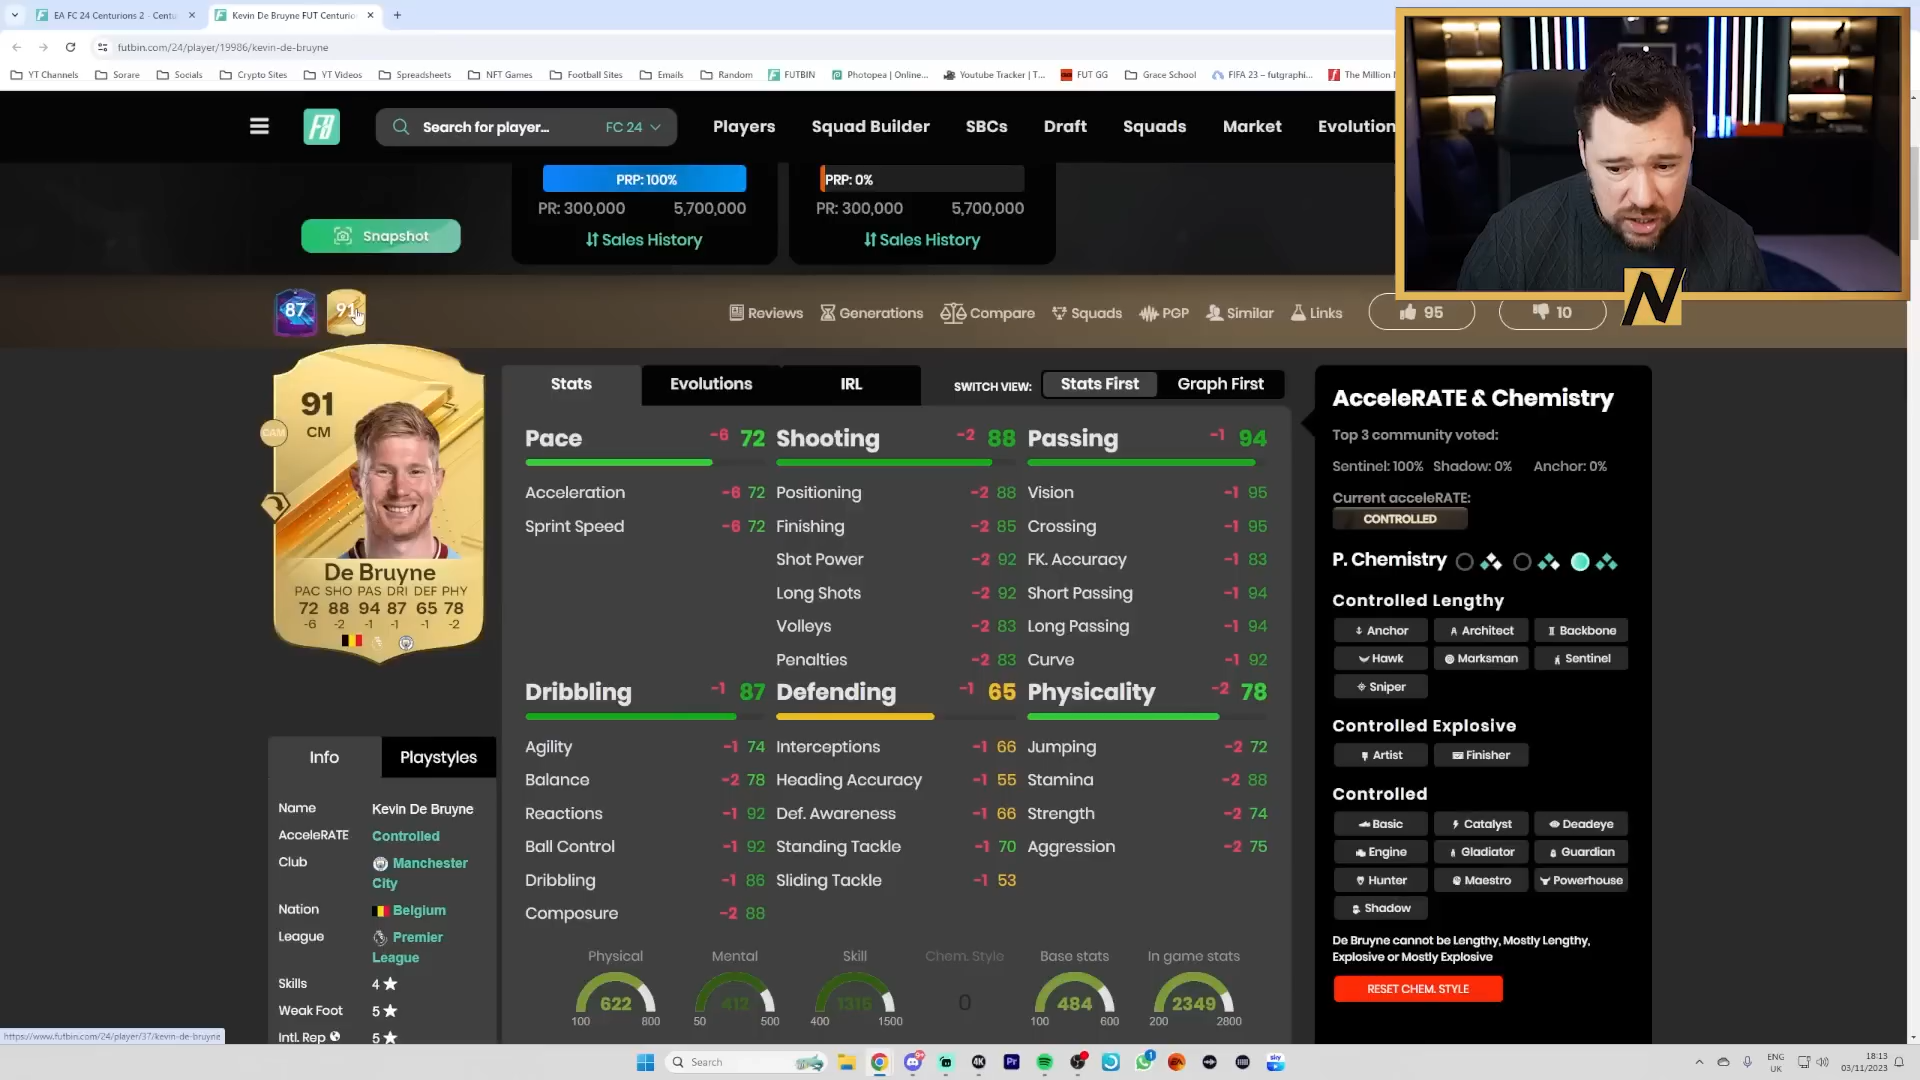 EA FC 24 Centurions 2 - Centu
Kevin De Bruyne FUT Centurio
futbin.com/24/player/19986/kevin-de-bruyne
YT Channels
Sorare
Socials
Crypto Sites
YT Videos
Spreadsheets
NFT Games
Football Sites
Emails
Random
FUTBIN
Photopea | Online...
Youtube Tracker | T...
FUT GG
Grace School
FIFA 23 – futgraphi...
The Million
Search for player...
FC 24
Players
Squad Builder
SBCs
Draft
Squads
Market
Evolution
PRP: 100%
PR: 300,000 5,700,000
Sales History
PRP: 0%
PR: 300,000 5,700,000
Sales History
Snapshot
87
91
Reviews
Generations
Compare
Squads
PGP
Similar
Links
95
10
N
91
CM
CAM
De Bruyne
PAC SHO PAS DRI DEF PHY
72 88 94 87 65 78
-6 -2 -1 -1 -1 -2
Stats
Evolutions
IRL
SWITCH VIEW:
Stats First
Graph First
Pace -6 72
Acceleration -6 72
Sprint Speed -6 72
Shooting -2 88
Positioning -2 88
Finishing -2 85
Shot Power -2 92
Long Shots -2 92
Volleys -2 83
Penalties -2 83
Passing -1 94
Vision -1 95
Crossing -1 95
FK. Accuracy -1 83
Short Passing -1 94
Long Passing -1 94
Curve -1 92
Dribbling -1 87
Agility -1 74
Balance -2 78
Reactions -1 92
Ball Control -1 92
Dribbling -1 86
Composure -2 88
Defending -1 65
Interceptions -1 66
Heading Accuracy -1 55
Def. Awareness -1 66
Standing Tackle -1 70
Sliding Tackle -1 53
Physicality -2 78
Jumping -2 72
Stamina -2 88
Strength -2 74
Aggression -2 75
Physical
622
100 800
Mental
412
50 500
Skill
1316
400 1500
Chem. Style
0
Base stats
484
100 600
In game stats
2349
200 2800
Info
Playstyles
Name Kevin De Bruyne
AcceleRATE Controlled
Club Manchester
City
Nation Belgium
League Premier
League
Skills 4
Weak Foot 5
Intl. Rep 5
AcceleRATE & Chemistry
Top 3 community voted:
Sentinel: 100% Shadow: 0% Anchor: 0%
Current acceleRATE:
CONTROLLED
P. Chemistry
Controlled Lengthy
Anchor
Architect
Backbone
Hawk
Marksman
Sentinel
Sniper
Controlled Explosive
Artist
Finisher
Controlled
Basic
Catalyst
Deadeye
Engine
Gladiator
Guardian
Hunter
Maestro
Powerhouse
Shadow
De Bruyne cannot be Lengthy, Mostly Lengthy,
Explosive or Mostly Explosive
RESET CHEM. STYLE
https://www.futbin.com/24/player/37/kevin-de-bruyne
Search
ENG
UK
18:13
03/11/2023